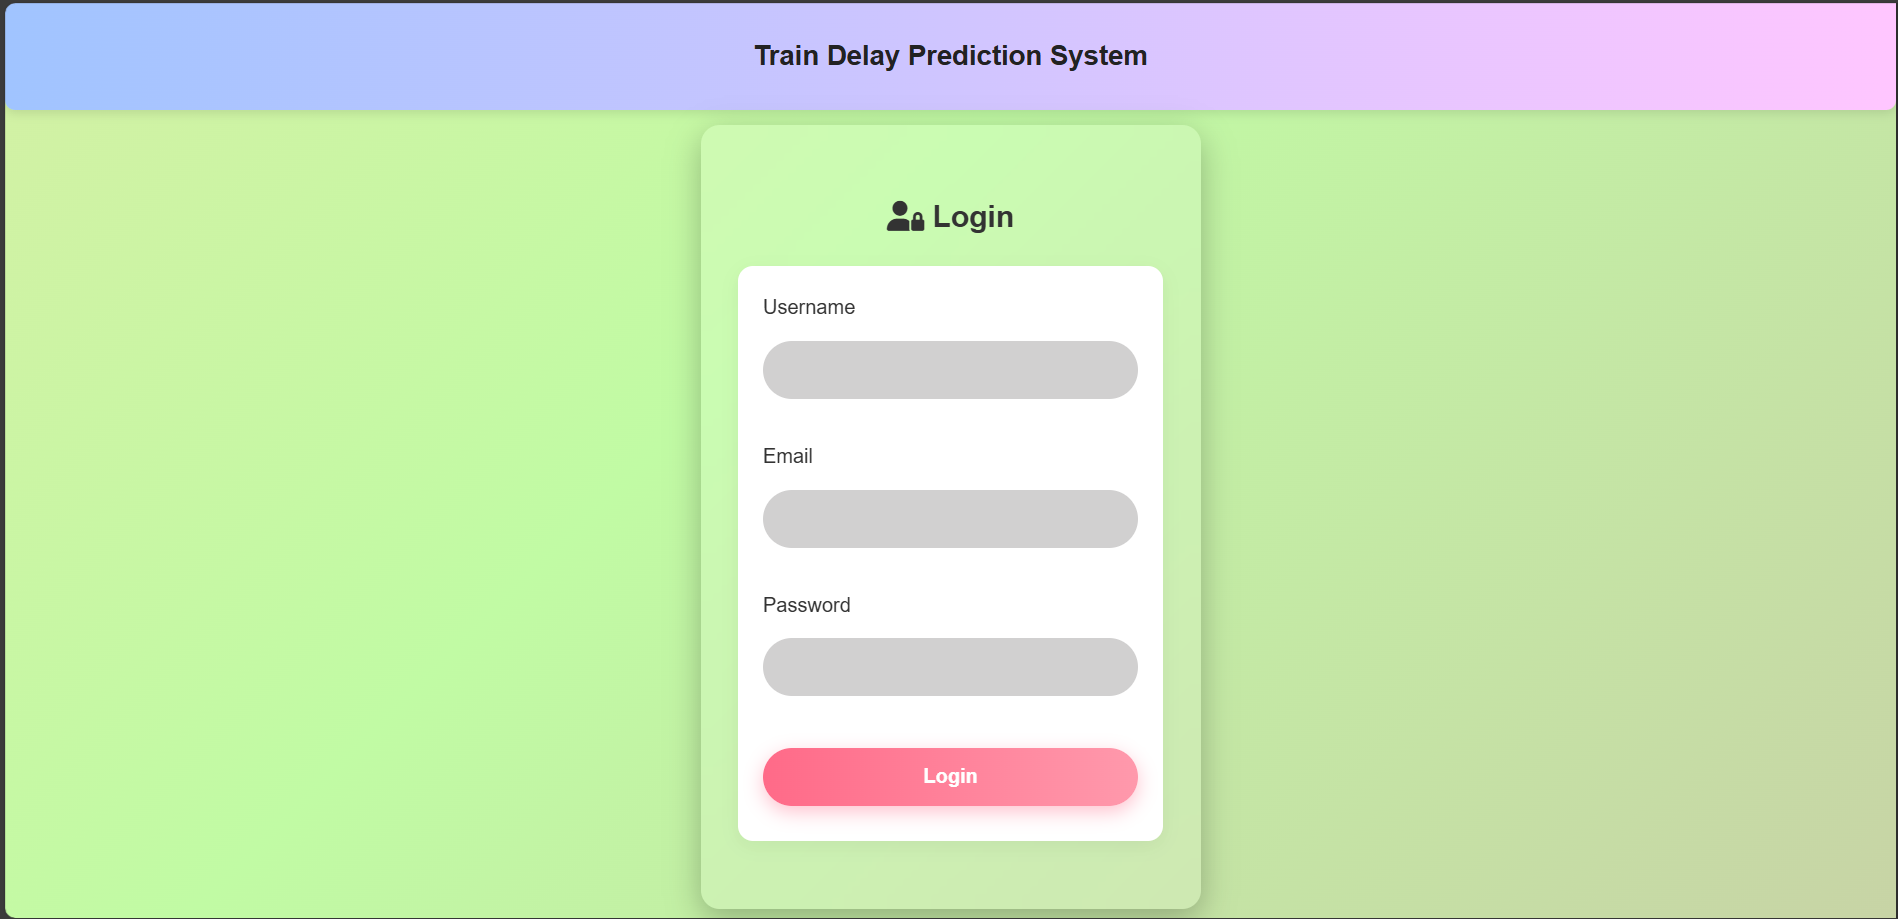 Train Delay Prediction System
Login
Username
Email
Password
Login